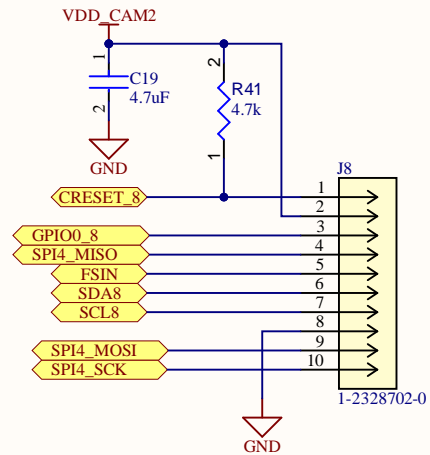 VDD_CAM2
1
C19
4.7uF
2
GND
2
R41
4.7k
1
J8
CRESET_8
1
2
GPIO0_8
3
SPI4_MISO
4
FSIN
5
SDA8
6
SCL8
7
8
SPI4_MOSI
9
SPI4_SCK
10
1-2328702-0
GND